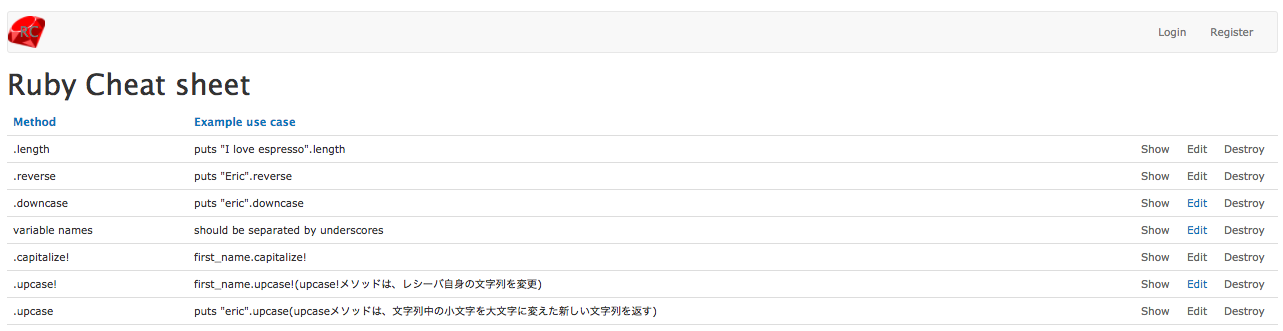 RC Login Register
Ruby Cheat sheet
Method Example use case
.length puts "I love espresso".length Show Edit Destroy
.reverse puts "Eric".reverse Show Edit Destroy
.downcase puts "eric".downcase Show Edit Destroy
variable names should be separated by underscores Show Edit Destroy
.capitalize! first_name.capitalize! Show Edit Destroy
.upcase! first_name.upcase!(upcase!メソッドは、レシーバ自身の文字列を変更) Show Edit Destroy
.upcase puts "eric".upcase(upcaseメソッドは、文字列中の小文字を大文字に変えた新しい文字列を返す) Show Edit Destroy